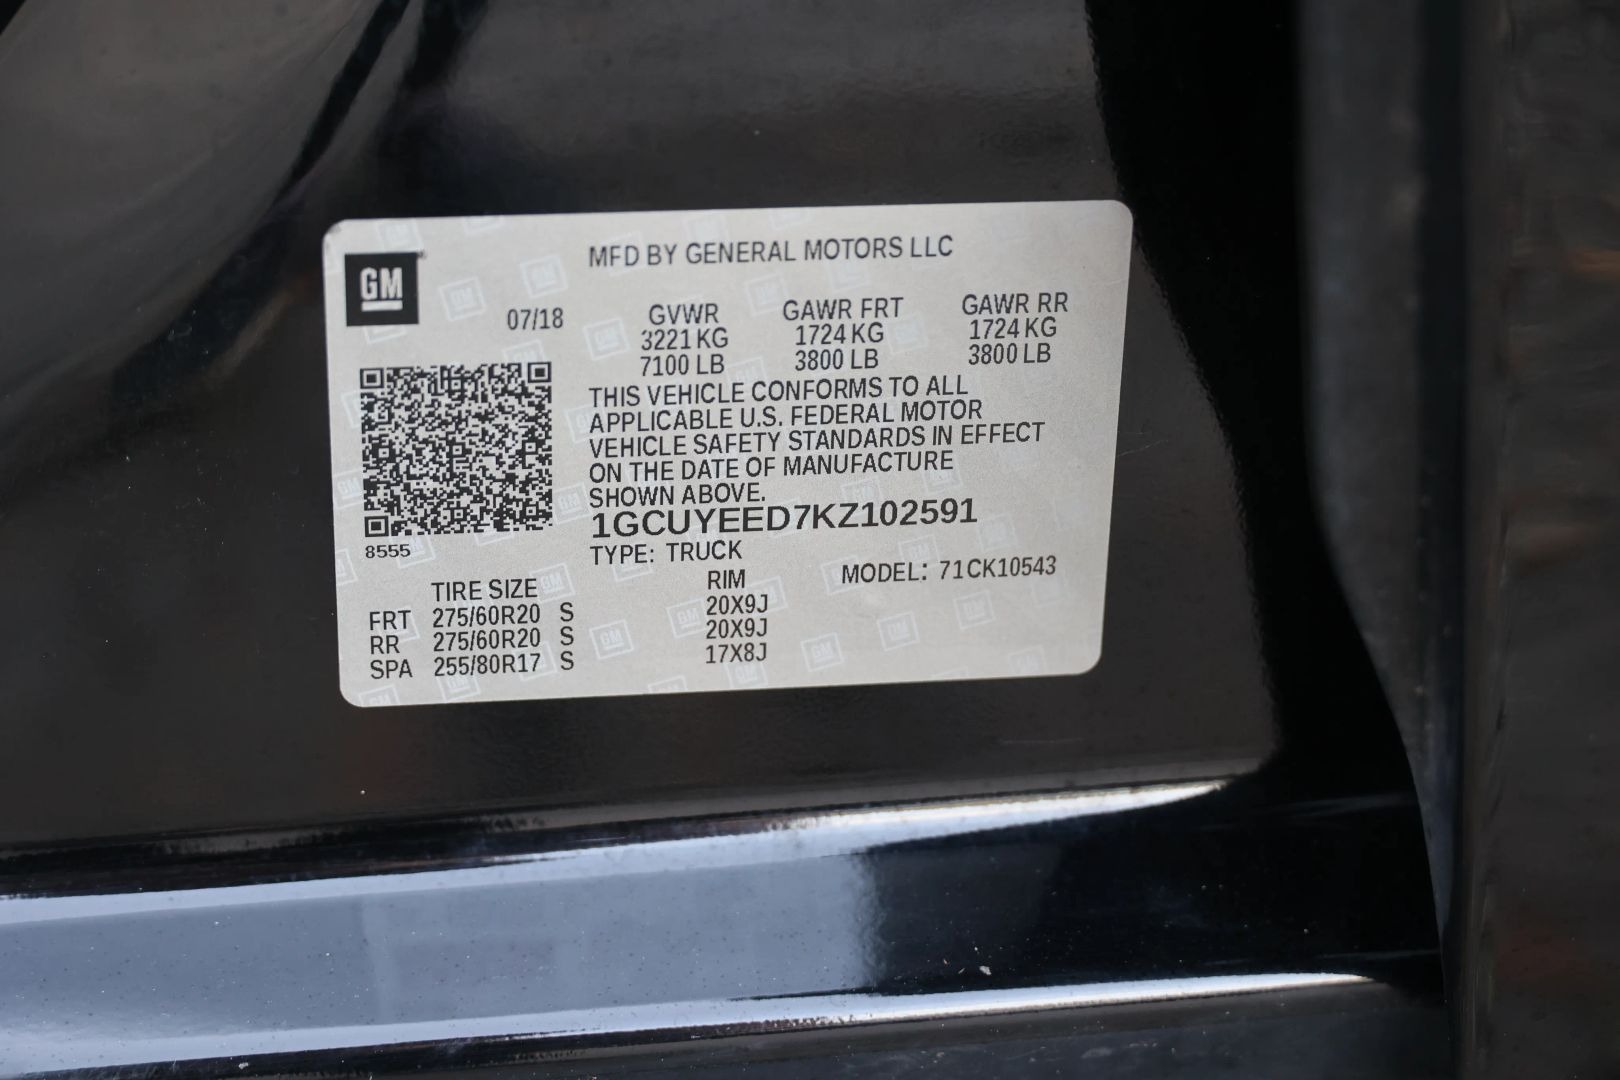 GM
MFD BY GENERAL MOTORS LLC
07/18 GVWR GAWR FRT GAWR RR
3221 KG 1724 KG 1724 KG
7100 LB 3800 LB 3800 LB
THIS VEHICLE CONFORMS TO ALL
APPLICABLE U.S. FEDERAL MOTOR
VEHICLE SAFETY STANDARDS IN EFFECT
ON THE DATE OF MANUFACTURE
SHOWN ABOVE.
1GCUYEED7KZ102591
8555
TYPE: TRUCK
MODEL: 71CK10543
TIRE SIZE RIM
FRT 275/60R20 S 20X9J
RR 275/60R20 S 20X9J
SPA 255/80R17 S 17X8J